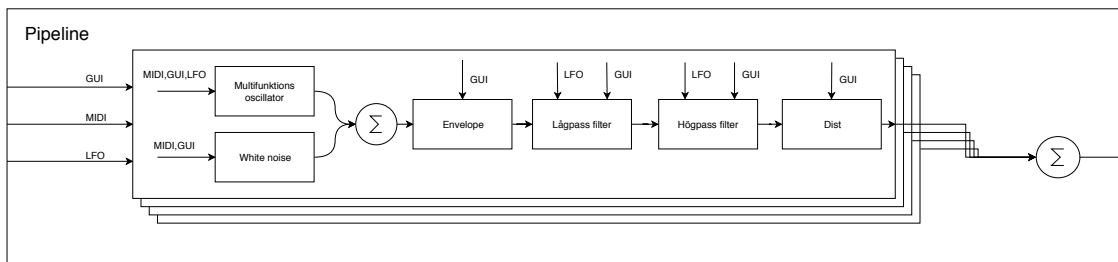 Pipeline
GUI
MIDI
LFO
MIDI,GUI,LFO
Multifunktions
oscillator
MIDI,GUI
White noise
∑
GUI
Envelope
LFO
GUI
Lågpass filter
LFO
GUI
Högpass filter
GUI
Dist
∑